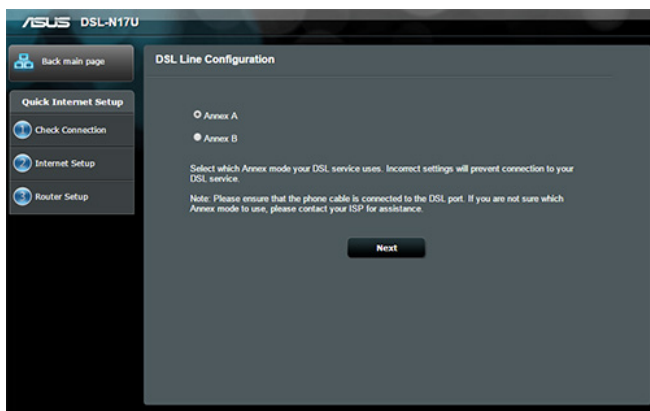 ASUS DSL-N17U
Back main page
Quick Internet Setup
1 Check Connection
2 Internet Setup
3 Router Setup
DSL Line Configuration
Annex A
Annex B
Select which Annex mode your DSL service uses. Incorrect settings will prevent connection to your
DSL service.
Note: Please ensure that the phone cable is connected to the DSL port. If you are not sure which
Annex mode to use, please contact your ISP for assistance.
Next